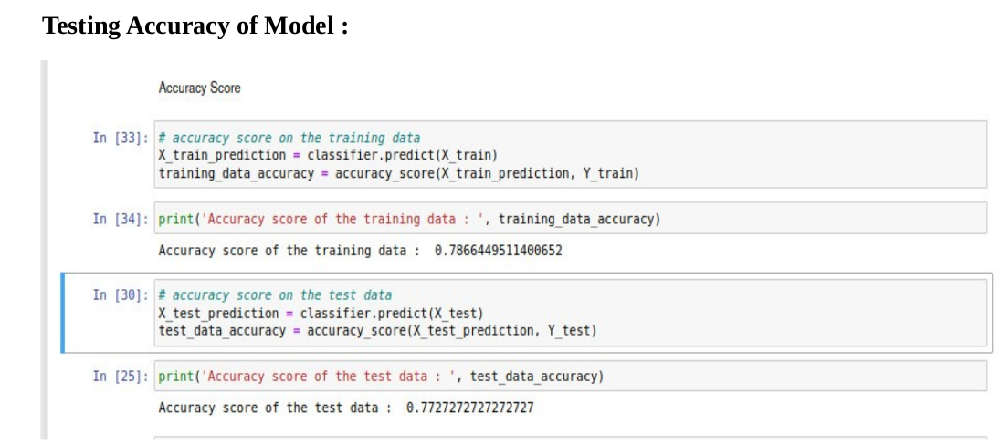 Testing Accuracy of Model :
Accuracy Score
In [33]: # accuracy score on the training data
X_train_prediction = classifier.predict(X_train)
training_data_accuracy = accuracy_score(X_train_prediction, Y_train)
In [34]: print('Accuracy score of the training data : ', training_data_accuracy)
Accuracy score of the training data :  0.7866449511400652
In [30]: # accuracy score on the test data
X_test_prediction = classifier.predict(X_test)
test_data_accuracy = accuracy_score(X_test_prediction, Y_test)
In [25]: print('Accuracy score of the test data : ', test_data_accuracy)
Accuracy score of the test data :  0.7727272727272727